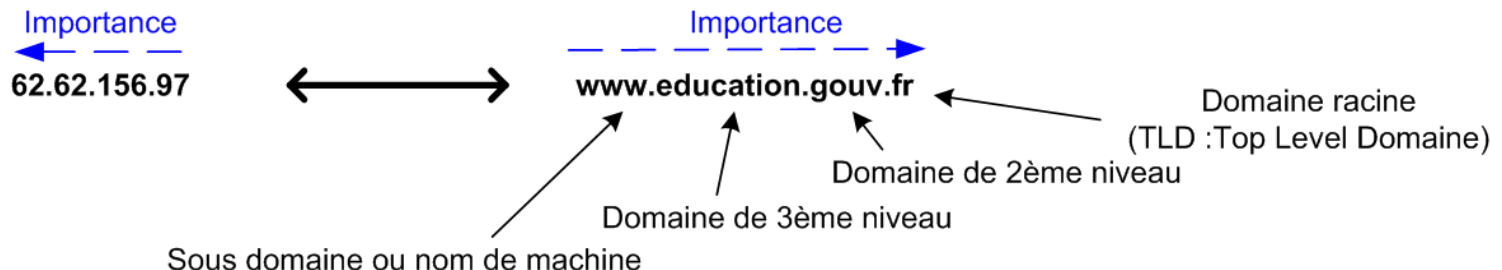 Importance
Importance
62.62.156.97
www.education.gouv.fr
Domaine racine
(TLD :Top Level Domaine)
Domaine de 2ème niveau
Domaine de 3ème niveau
Sous domaine ou nom de machine